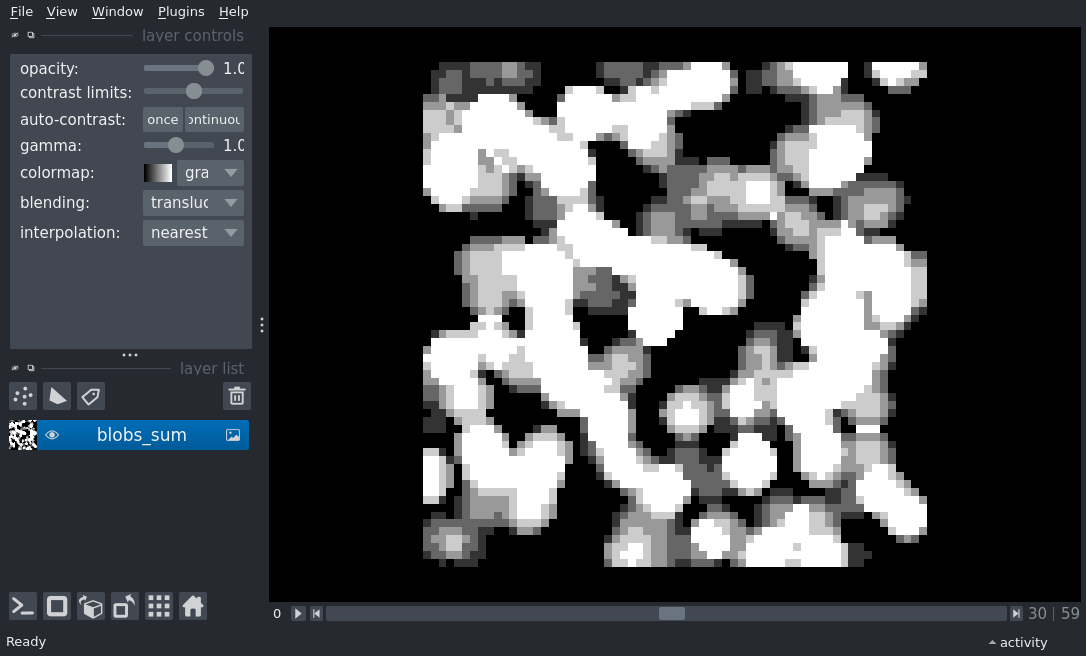 File View Window Plugins Help
layer controls
opacity: 1.0
contrast limits:
auto-contrast: once ontinuou
gamma: 1.0
colormap: gra
blending: transluc
interpolation: nearest
layer list
blobs_sum
0 30 59
Ready activity